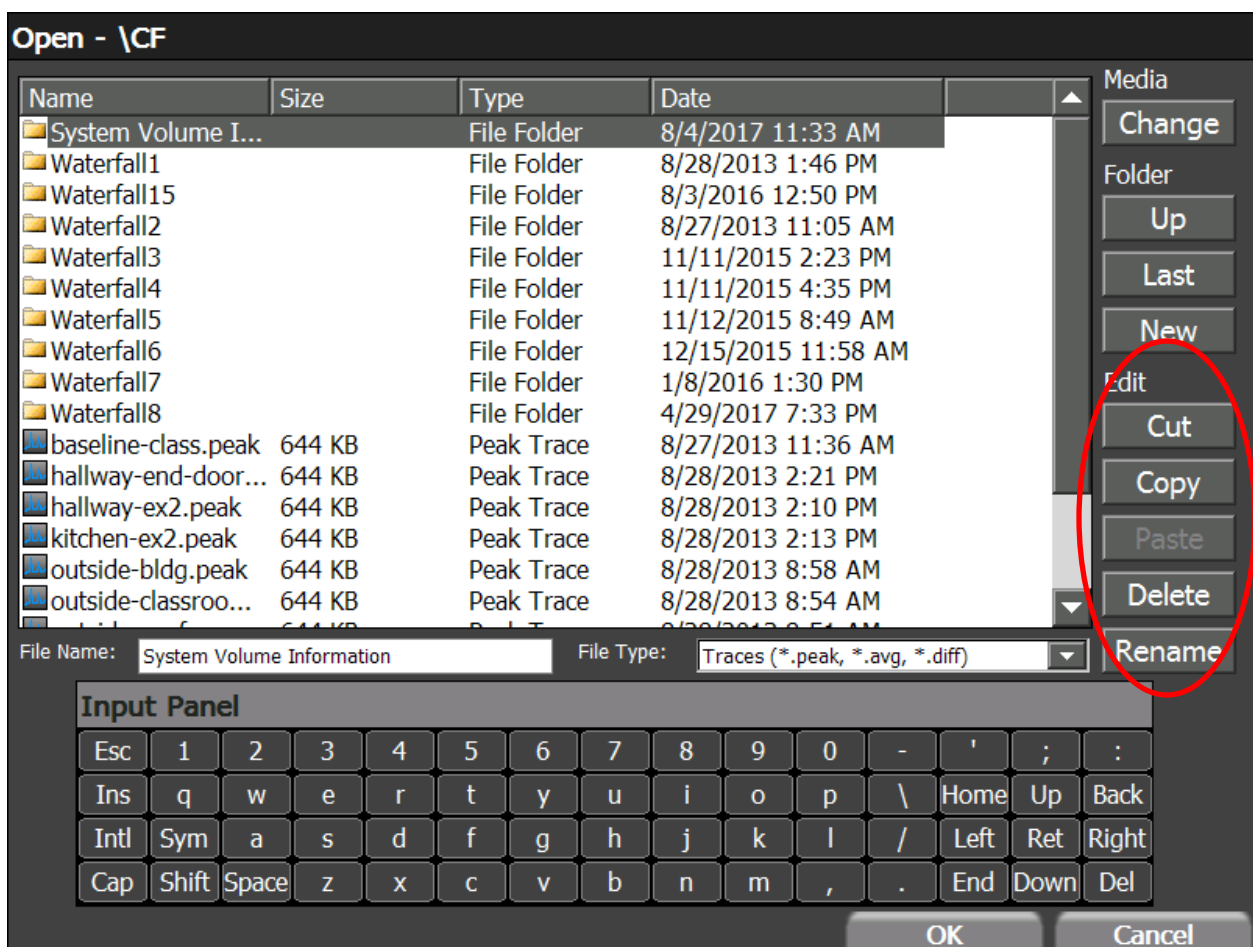 Open - \CF
Name Size Type Date
System Volume I... File Folder 8/4/2017 11:33 AM
Waterfall1 File Folder 8/28/2013 1:46 PM
Waterfall15 File Folder 8/3/2016 12:50 PM
Waterfall2 File Folder 8/27/2013 11:05 AM
Waterfall3 File Folder 11/11/2015 2:23 PM
Waterfall4 File Folder 11/11/2015 4:35 PM
Waterfall5 File Folder 11/12/2015 8:49 AM
Waterfall6 File Folder 12/15/2015 11:58 AM
Waterfall7 File Folder 1/8/2016 1:30 PM
Waterfall8 File Folder 4/29/2017 7:33 PM
baseline-class.peak 644 KB Peak Trace 8/27/2013 11:36 AM
hallway-end-door... 644 KB Peak Trace 8/28/2013 2:21 PM
hallway-ex2.peak 644 KB Peak Trace 8/28/2013 2:10 PM
kitchen-ex2.peak 644 KB Peak Trace 8/28/2013 2:13 PM
outside-bldg.peak 644 KB Peak Trace 8/28/2013 8:58 AM
outside-classroo... 644 KB Peak Trace 8/28/2013 8:54 AM
Media
Change
Folder
Up
Last
New
Edit
Cut
Copy
Paste
Delete
Rename
File Name: System Volume Information File Type: Traces (*.peak, *.avg, *.diff)
Input Panel
Esc 1 2 3 4 5 6 7 8 9 0 - ' ; :
Ins q w e r t y u i o p \ Home Up Back
Intl Sym a s d f g h j k l / Left Ret Right
Cap Shift Space z x c v b n m , . End Down Del
OK Cancel